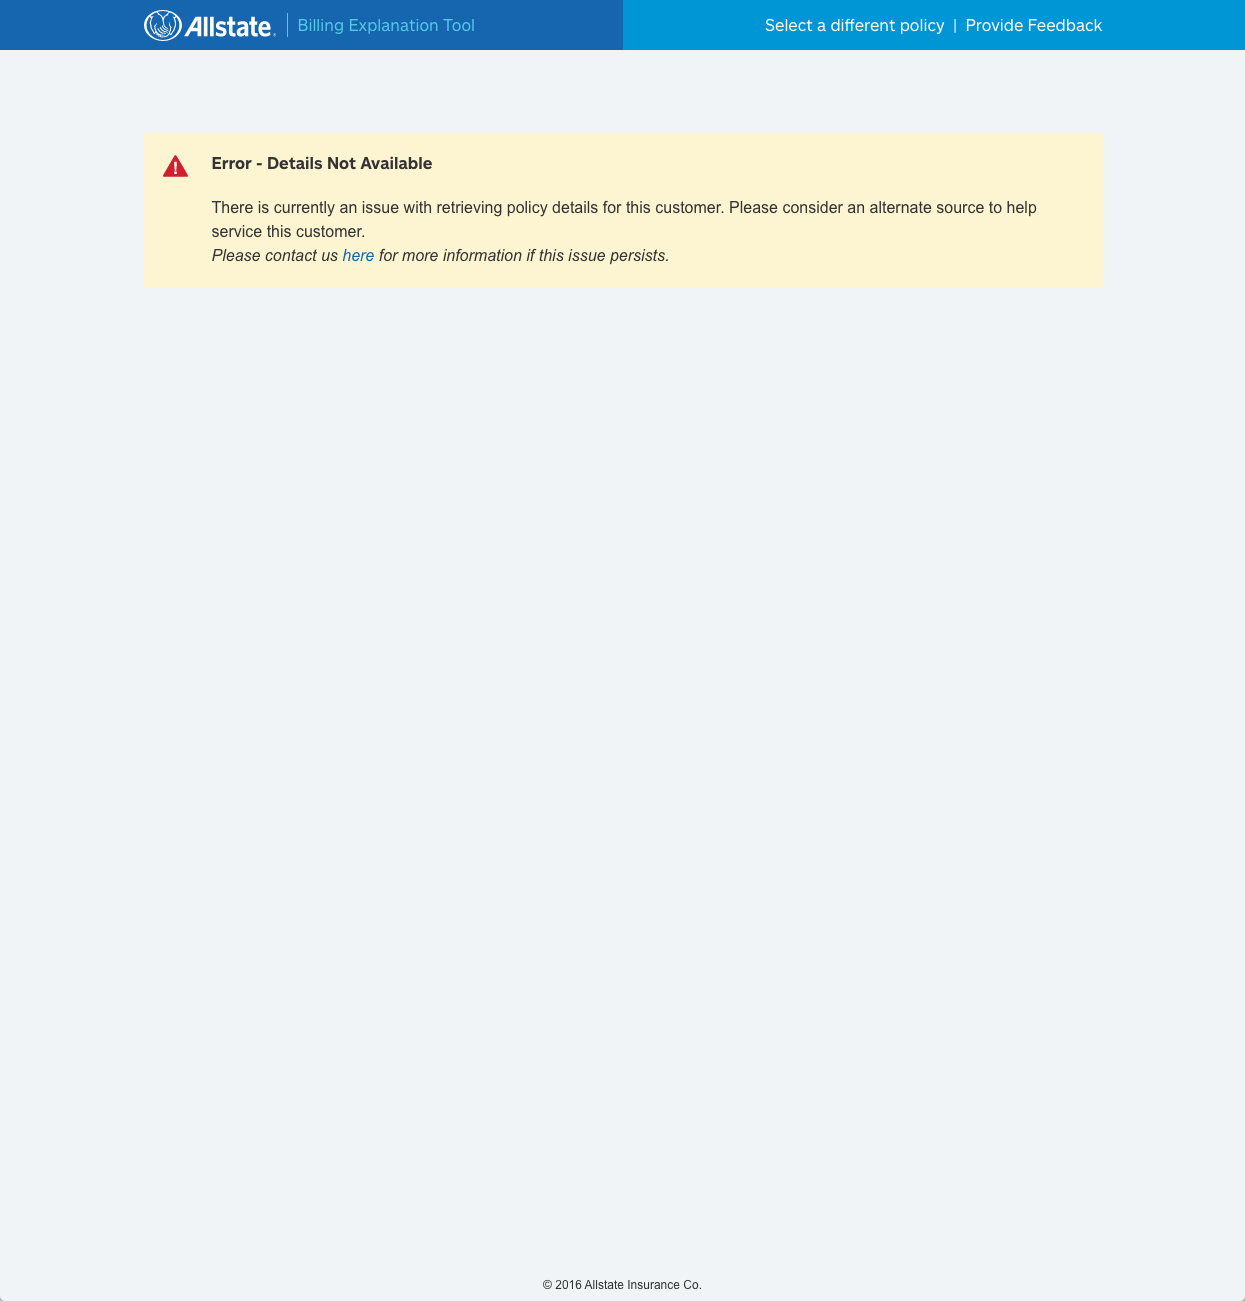 Allstate. Billing Explanation Tool
Select a different policy | Provide Feedback
Error - Details Not Available
There is currently an issue with retrieving policy details for this customer. Please consider an alternate source to help
service this customer.
Please contact us here for more information if this issue persists.
© 2016 Allstate Insurance Co.